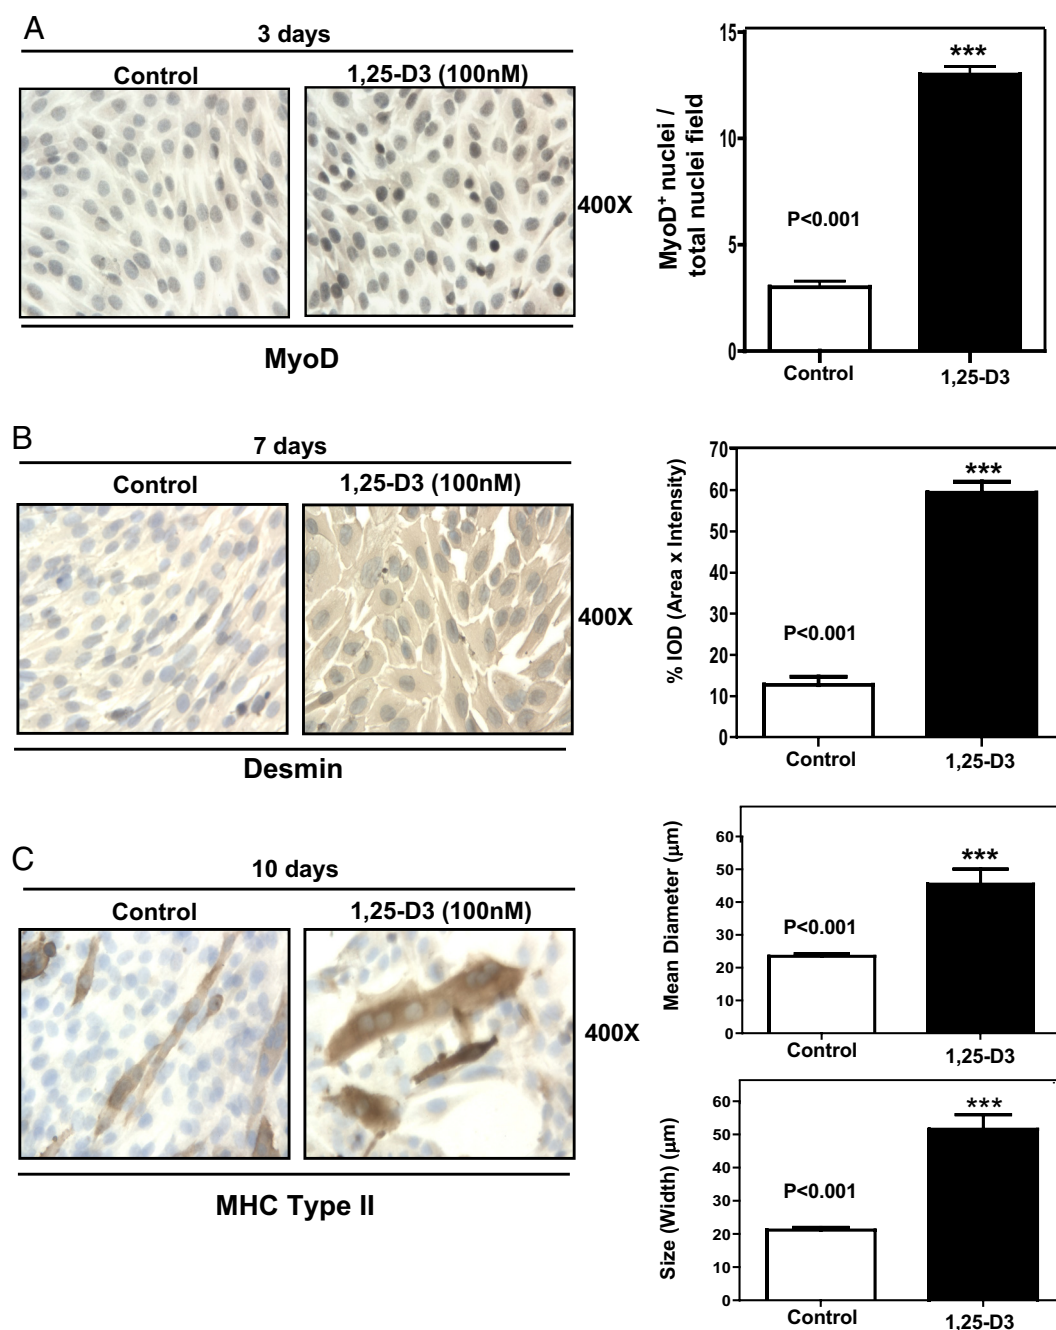 A
3 days
Control
1,25-D3 (100nM)
400X
MyoD
MyoD+ nuclei /
total nuclei field
15
10
5
0
***
P<0.001
Control
1,25-D3
B
7 days
Control
1,25-D3 (100nM)
400X
Desmin
% IOD (Area x Intensity)
70
60
50
40
30
20
10
0
***
P<0.001
Control
1,25-D3
C
10 days
Control
1,25-D3 (100nM)
400X
MHC Type II
Mean Diameter (µm)
60
50
40
30
20
10
0
***
P<0.001
Control
1,25-D3
Size (Width) (µm)
60
50
40
30
20
10
0
***
P<0.001
Control
1,25-D3